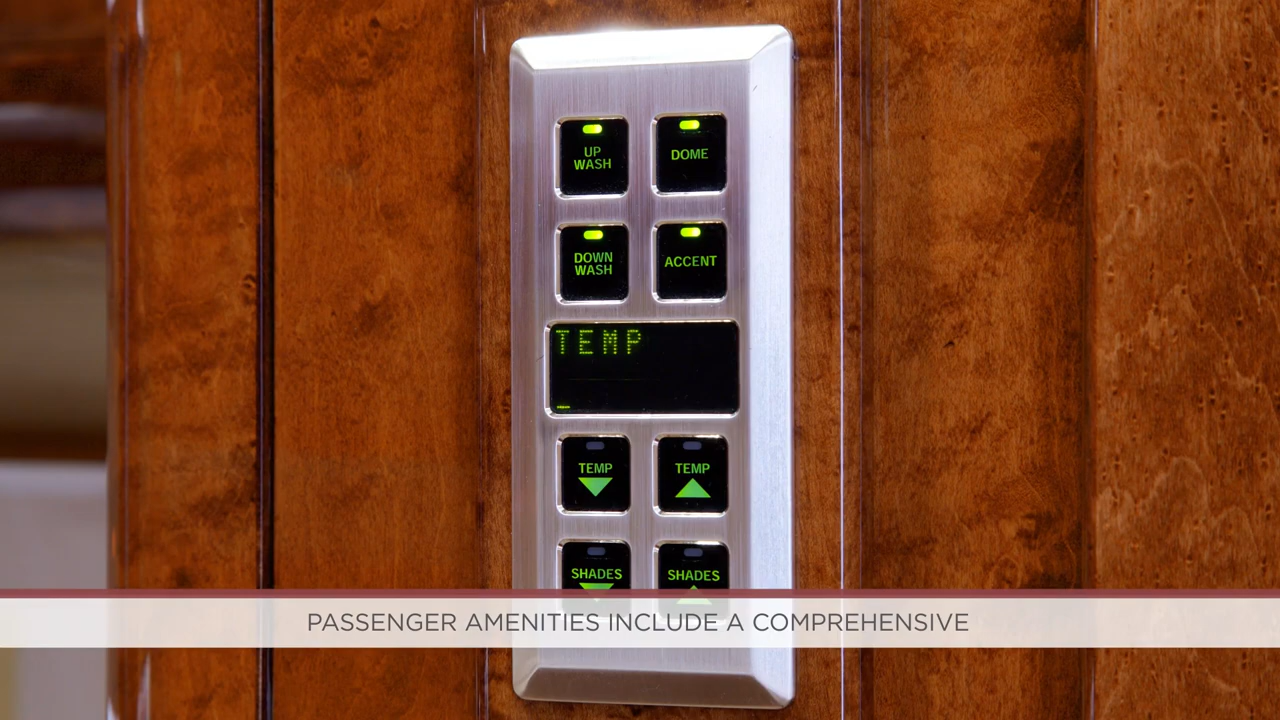 UP
WASH
DOME
DOWN
WASH
ACCENT
TEMP
TEMP
TEMP
SHADES
SHADES
PASSENGER AMENITIES INCLUDE A COMPREHENSIVE